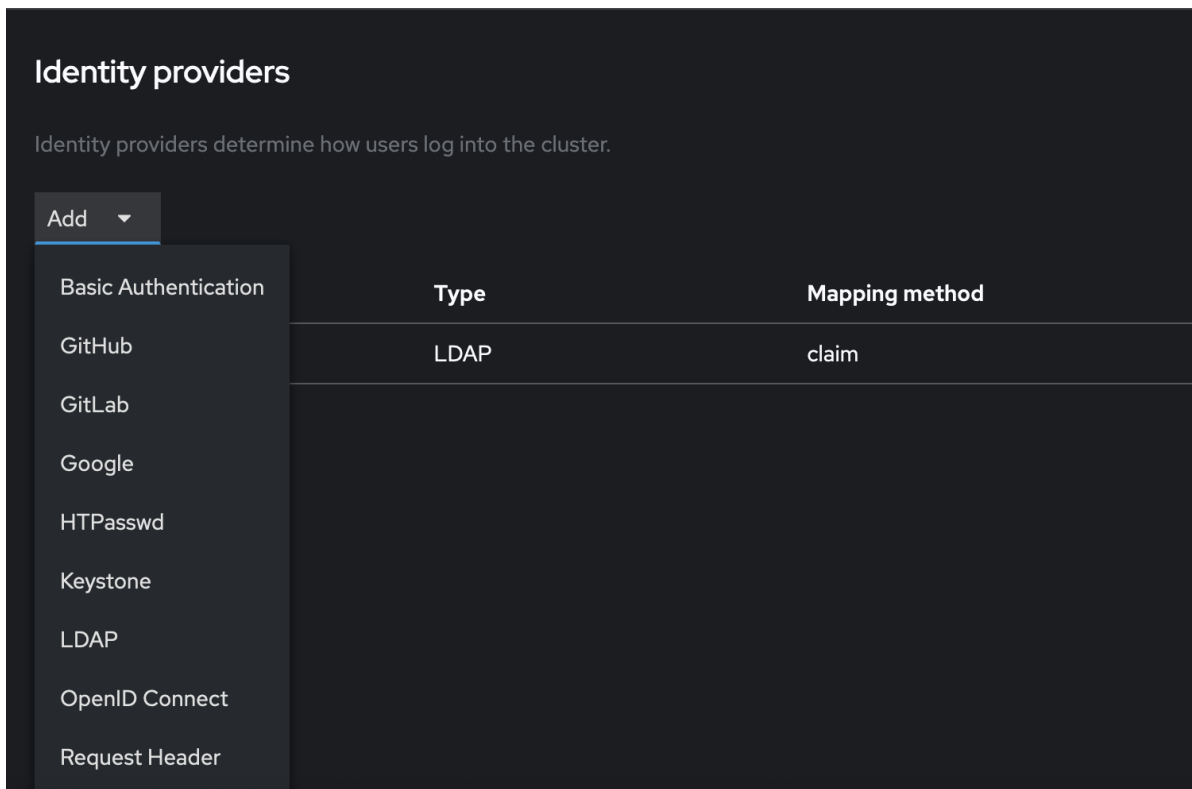 Identity providers
Identity providers determine how users log into the cluster.
Add
Basic Authentication
Type
Mapping method
GitHub
LDAP
claim
GitLab
Google
HTPasswd
Keystone
LDAP
OpenID Connect
Request Header